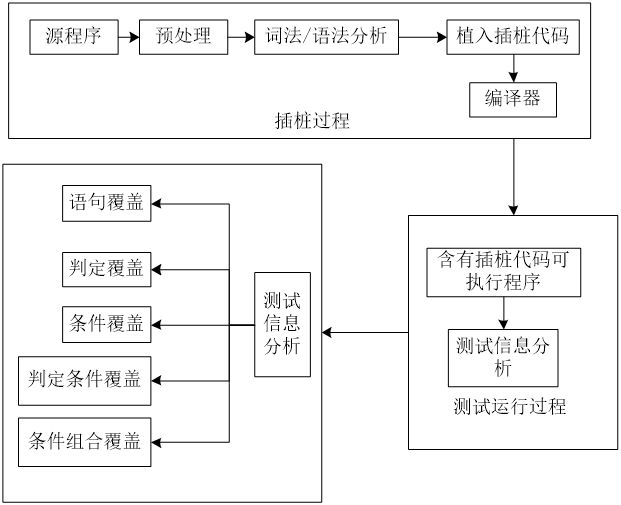 源程序
预处理
词法/语法分析
植入插桩代码
编译器
插桩过程
语句覆盖
判定覆盖
条件覆盖
判定条件覆盖
条件组合覆盖
测试
信息
分析
含有插桩代码可
执行程序
测试信息分
析
测试运行过程